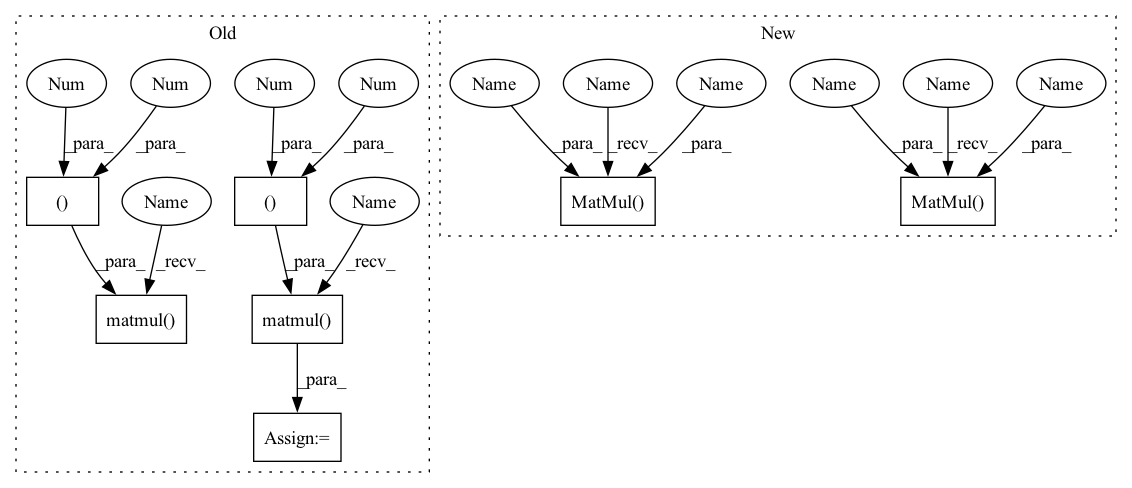 Old
New
Num
Num
Num
Num
Name
Name
Name
Name
Name
Name
_para_
_para_
_para_
_para_
_para_
_recv_
_para_
_para_
_recv_
_para_
()
Name
()
Name
MatMul()
MatMul()
_para_
_recv_
_para_
_recv_
matmul()
matmul()
_para_
Assign:=